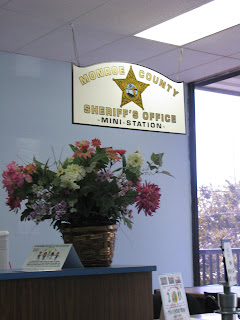 MONROE COUNTY
SHERIFF'S OFFICE
-MINI-STATION-